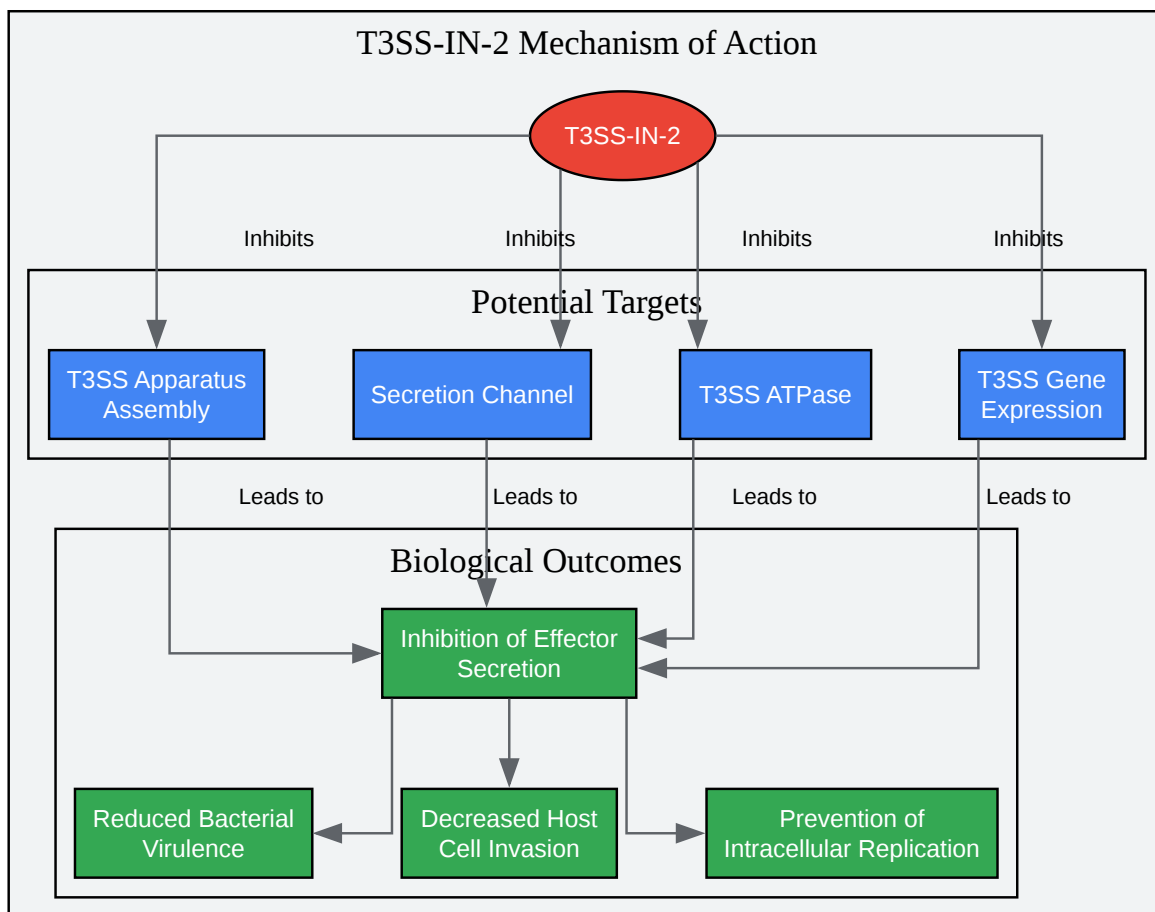 T3SS-IN-2 Mechanism of Action
T3SS-IN-2
Inhibits
Inhibits
Inhibits
Inhibits
Potential Targets
T3SS Apparatus
Assembly
Secretion Channel
T3SS ATPase
T3SS Gene
Expression
Leads to
Leads to
Leads to
Leads to
Biological Outcomes
Inhibition of Effector
Secretion
Reduced Bacterial
Virulence
Decreased Host
Cell Invasion
Prevention of
Intracellular Replication